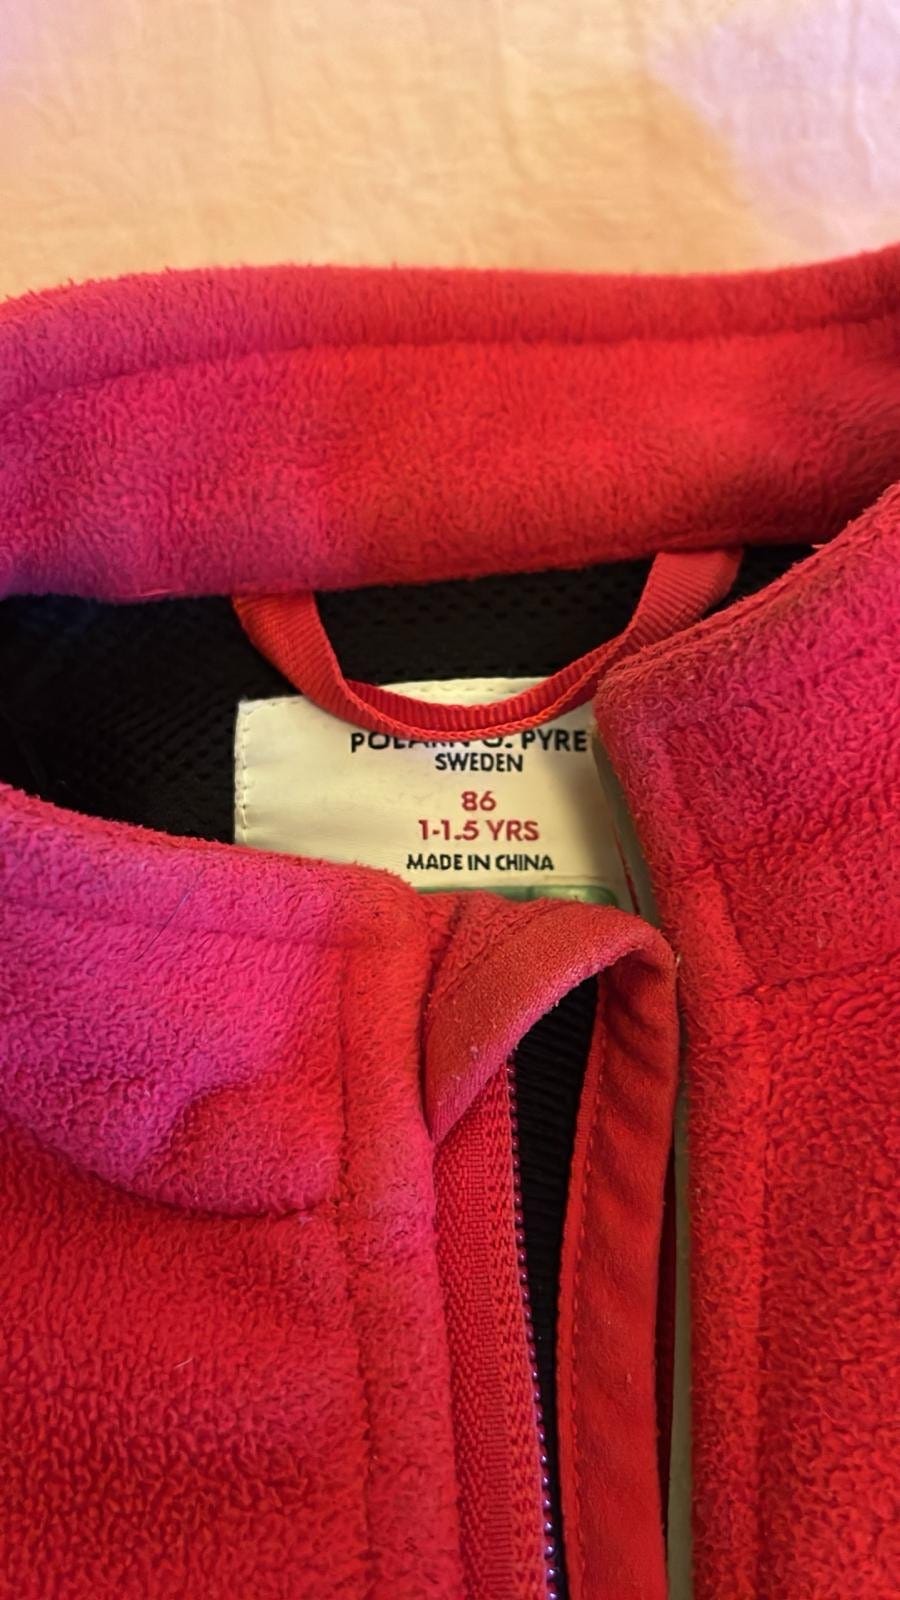 POLARN O. PYRE
SWEDEN
86
1-1.5 YRS
MADE IN CHINA